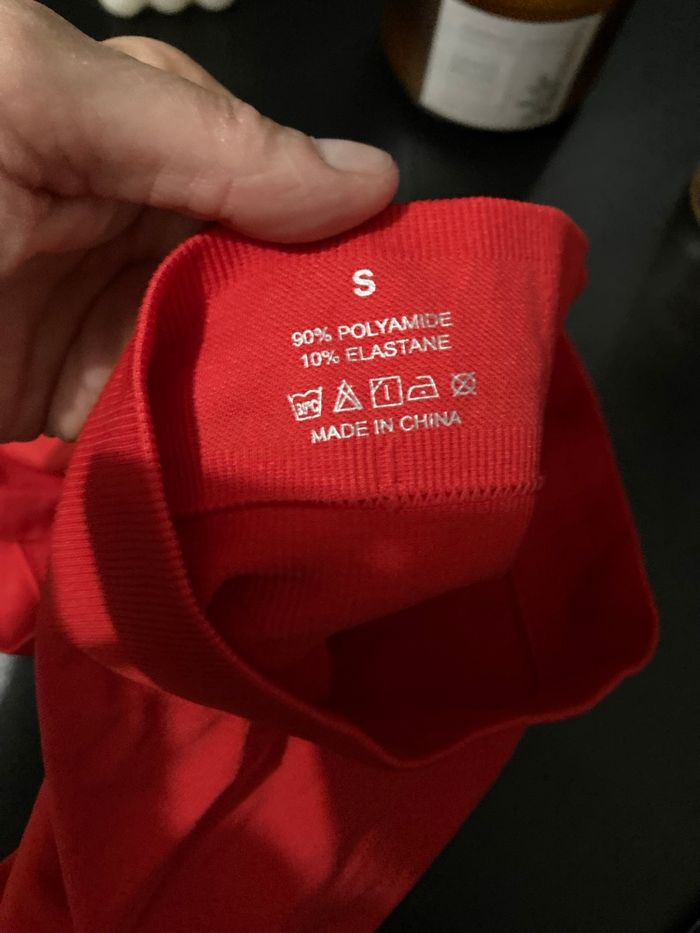 S
90% POLYAMIDE
10% ELASTANE
MADE IN CHINA